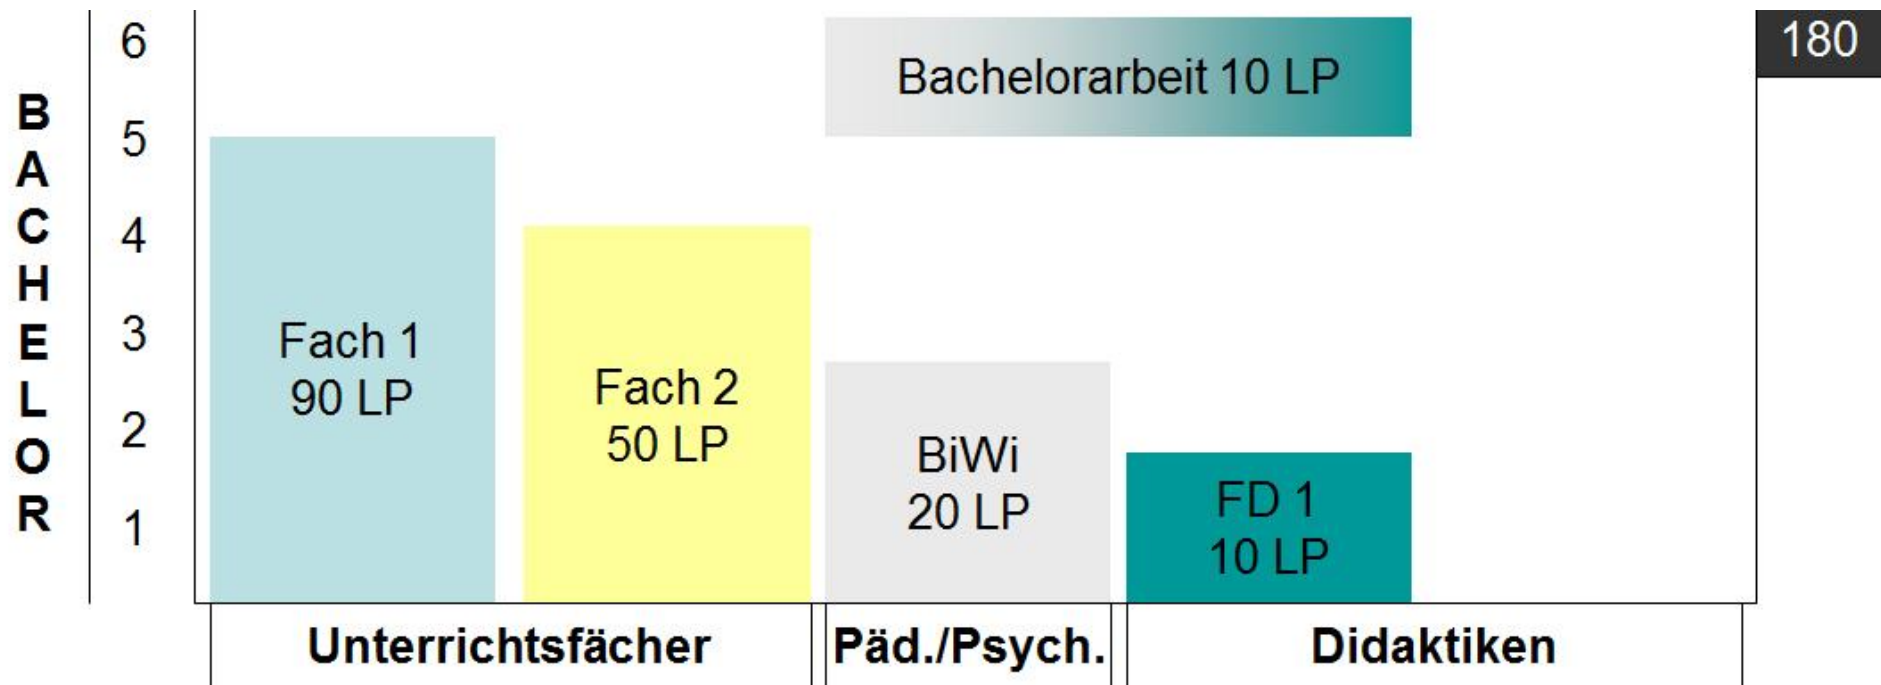 BACHELOR
6
5
4
3
2
1
180
Bachelorarbeit 10 LP
Fach 1
90 LP
Fach 2
50 LP
BiWi
20 LP
FD 1
10 LP
Unterrichtsfächer
Päd./Psych.
Didaktiken